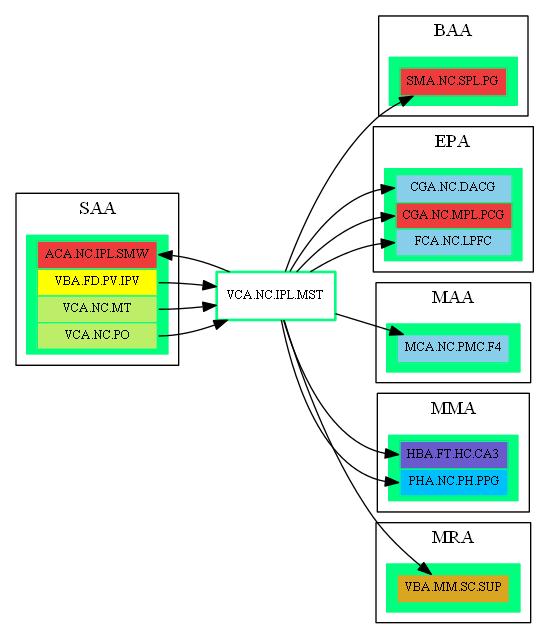 SAA
ACA.NC.IPL.SMW
VBA.FD.PV.IPV
VCA.NC.MT
VCA.NC.PO
VCA.NC.IPL.MST
BAA
SMA.NC.SPL.PG
EPA
CGA.NC.DACG
CGA.NC.MPL.PCG
FCA.NC.LPFC
MAA
MCA.NC.PMC.F4
MMA
HBA.FT.HC.CA3
PHA.NC.PH.PPG
MRA
VBA.MM.SC.SUP